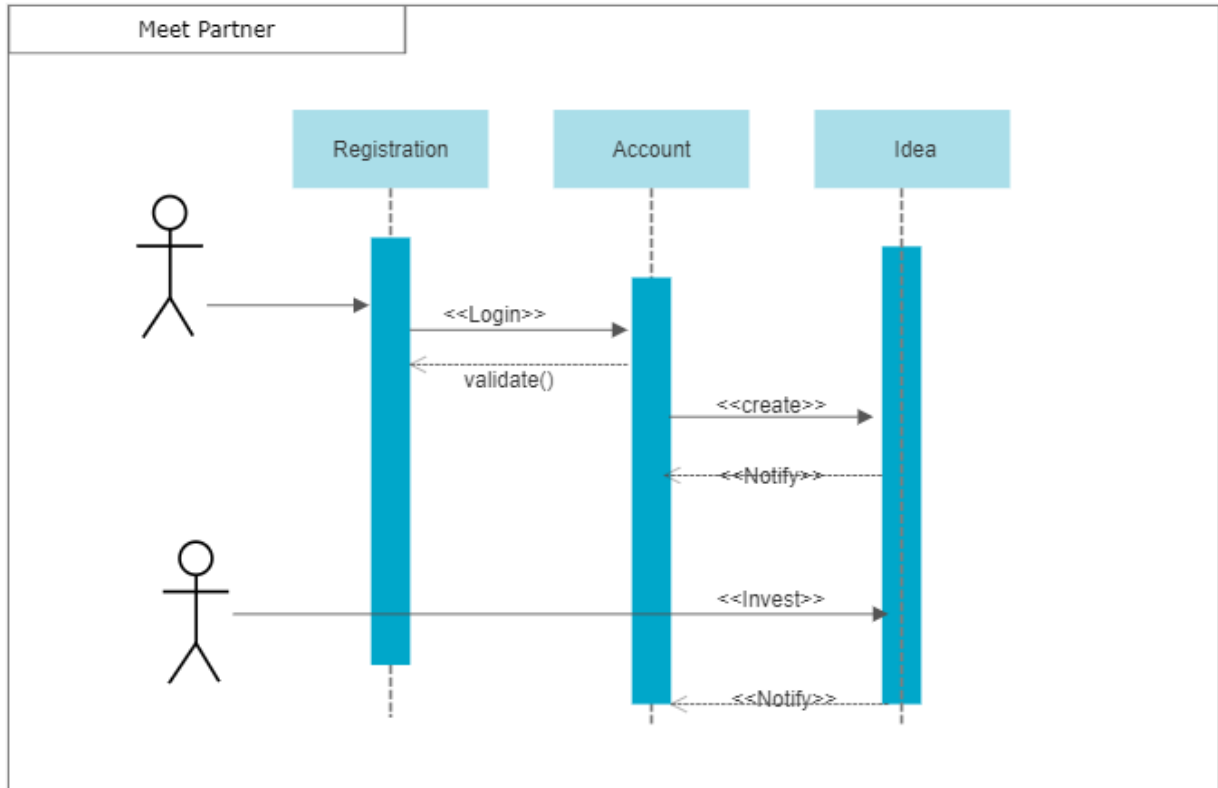 Meet Partner
Registration
Account
Idea
<<Login>>
validate()
<<create>>
<<Notify>>
<<Invest>>
<<Notify>>